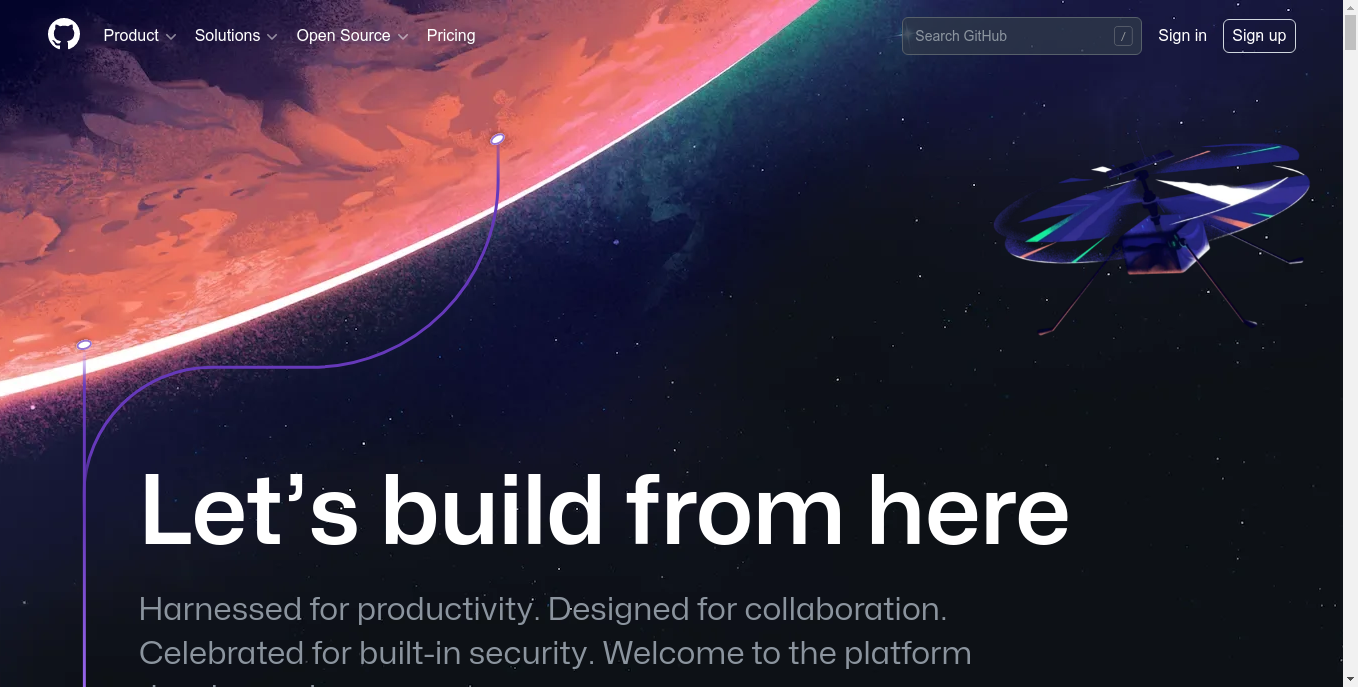 Product Solutions Open Source Pricing Search GitHub / Sign in Sign up
Let’s build from here
Harnessed for productivity. Designed for collaboration.
Celebrated for built-in security. Welcome to the platform